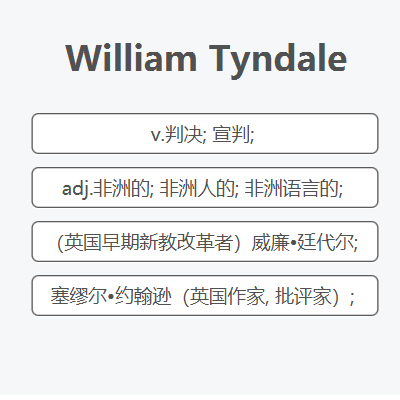 William Tyndale
v.判决; 宣判;
adj.非洲的; 非洲人的; 非洲语言的;
（英国早期新教改革者）威廉•廷代尔;
塞缪尔•约翰逊（英国作家, 批评家）;